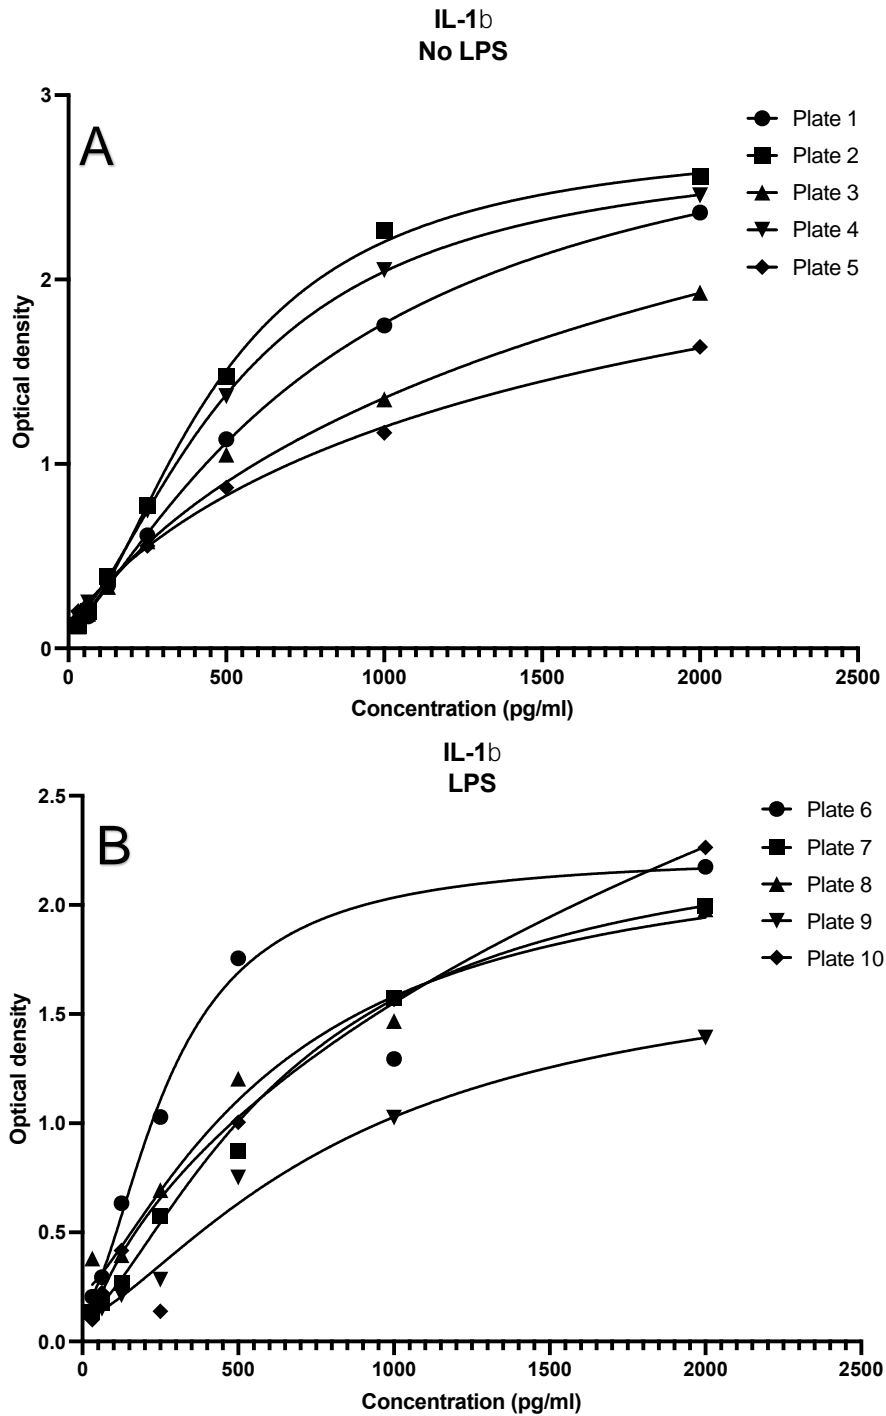 IL-1b
No LPS
A
3
2
1
0
Optical density
0 500 1000 1500 2000 2500
Concentration (pg/ml)
Plate 1
Plate 2
Plate 3
Plate 4
Plate 5
IL-1b
LPS
B
2.5
2.0
1.5
1.0
0.5
0.0
Optical density
0 500 1000 1500 2000 2500
Concentration (pg/ml)
Plate 6
Plate 7
Plate 8
Plate 9
Plate 10